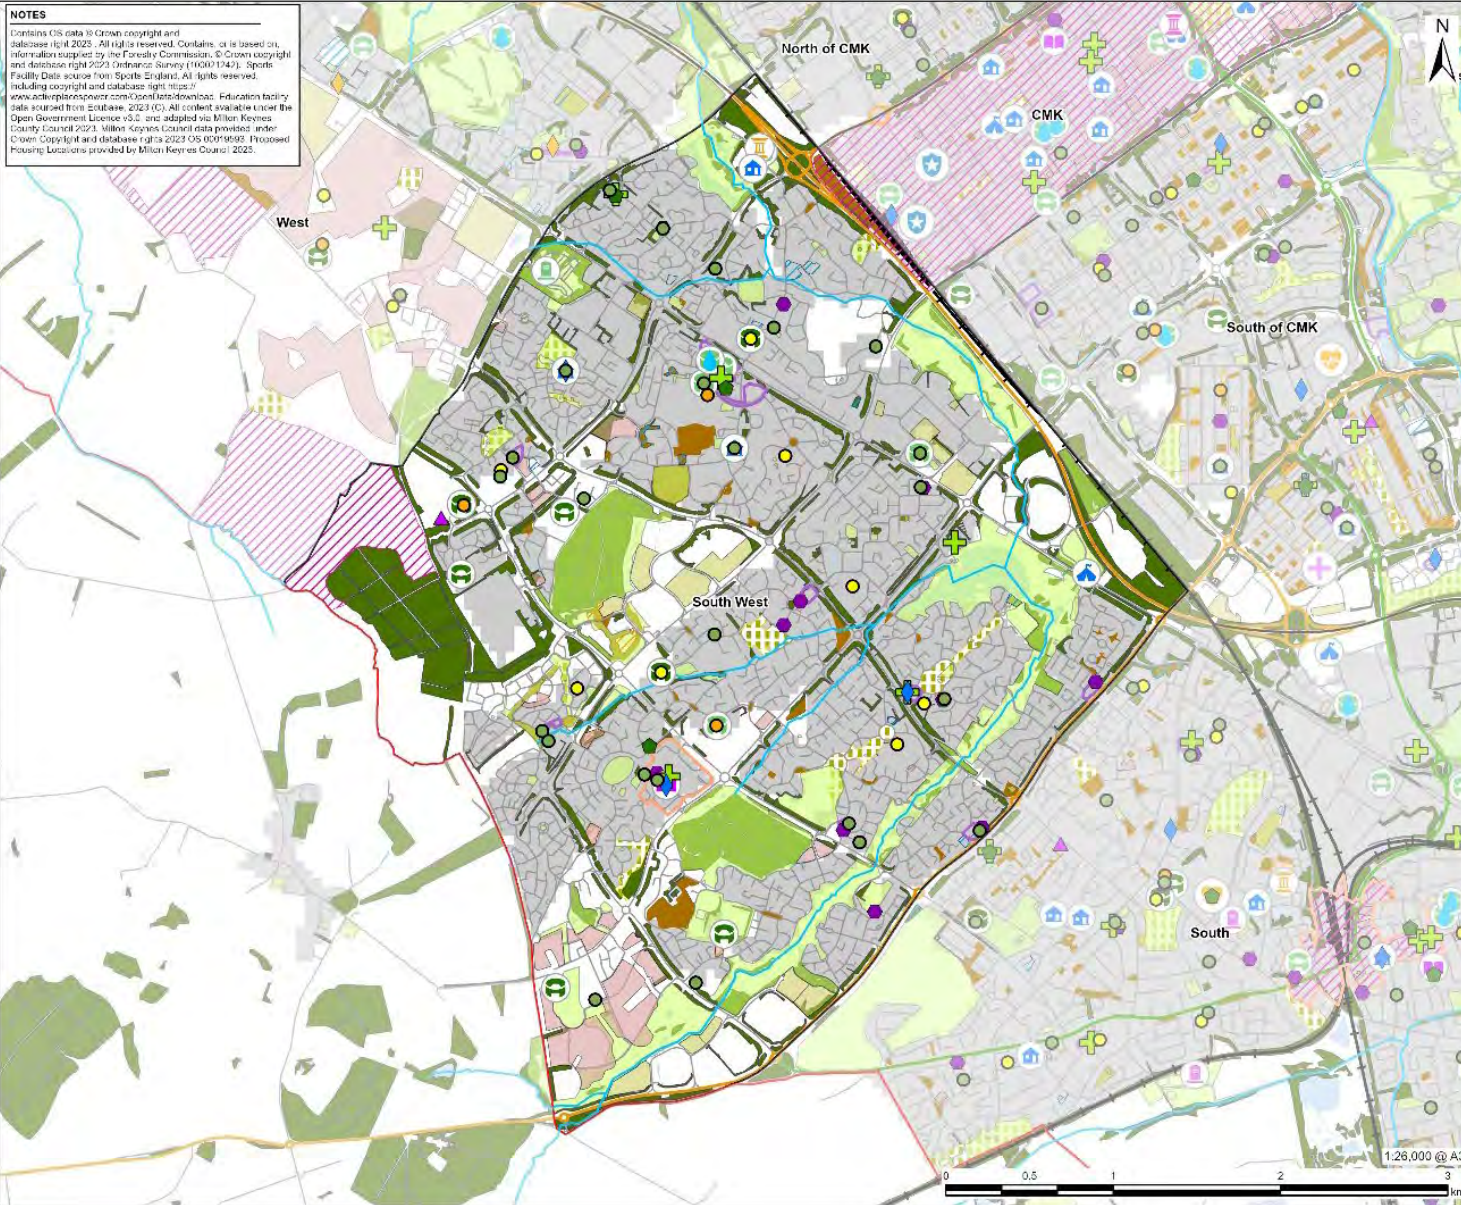 NOTES
Contains OS data © Crown copyright and
database right 2023 . All rights reserved. Contains, or is based on,
information supplied by the Forestry Commission. © Crown copyright
and database right 2023 Ordnance Survey (100021242). Sports
Facility Data source from Sports England. All rights reserved.
including copyright and database right https://
www.activeplacespower.com/OpenData/download. Education facility
data sourced from Edubase, 2023 (C). All content available under the
Open Government Licence v3.0. and adapted via Milton Keynes
County Council 2023. Milton Keynes Council data provided under
Crown Copyright and database rights 2023 OS Proposed
Housing Locations provided by Milton Keynes Council 2023.
North of CMK
N
CMK
West
South of CMK
South West
South
1:26,000 @ A3
0 0.5 1 2 3
km